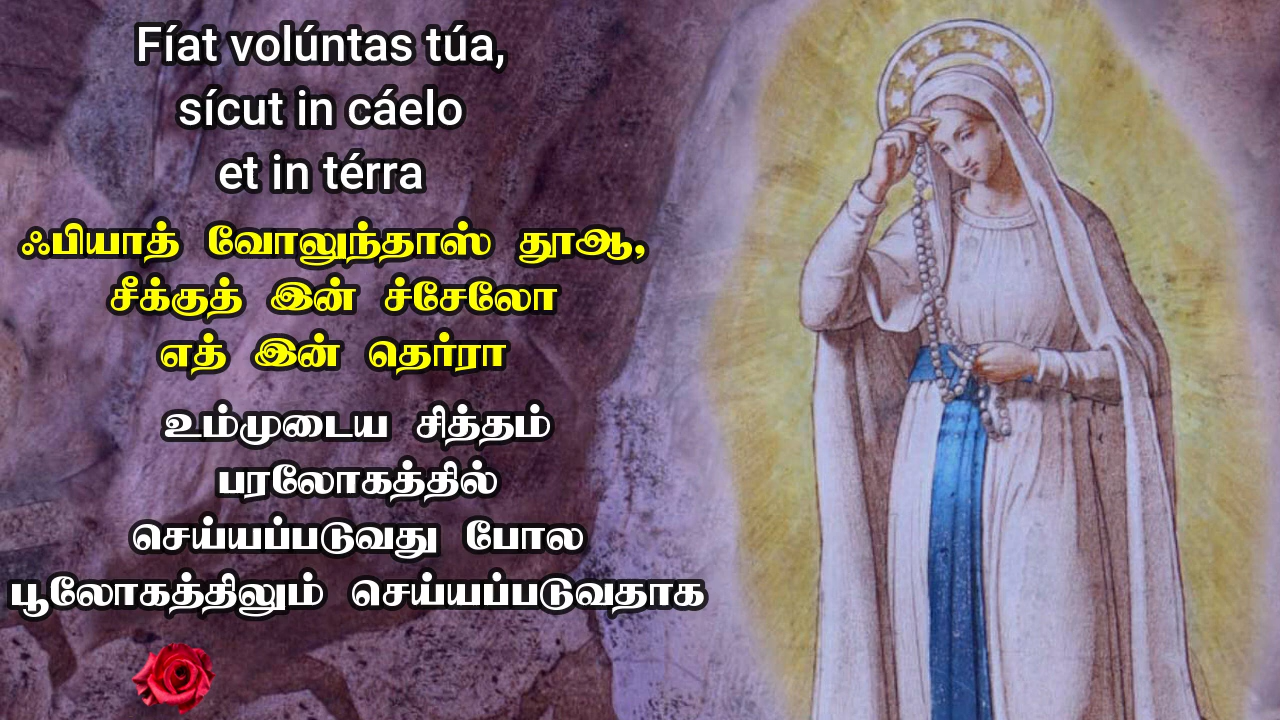 Fíat volúntas túa,
sícut in cáelo
et in térra
ஃபியாத் வோலுந்தாஸ் தூஆ,
சீக்குத் இன் ச்சேலோ
எத் இன் தெர்ரா
உம்முடைய சித்தம்
பரலோகத்தில்
செய்யப்படுவது போல
பூலோகத்திலும் செய்யப்படுவதாக